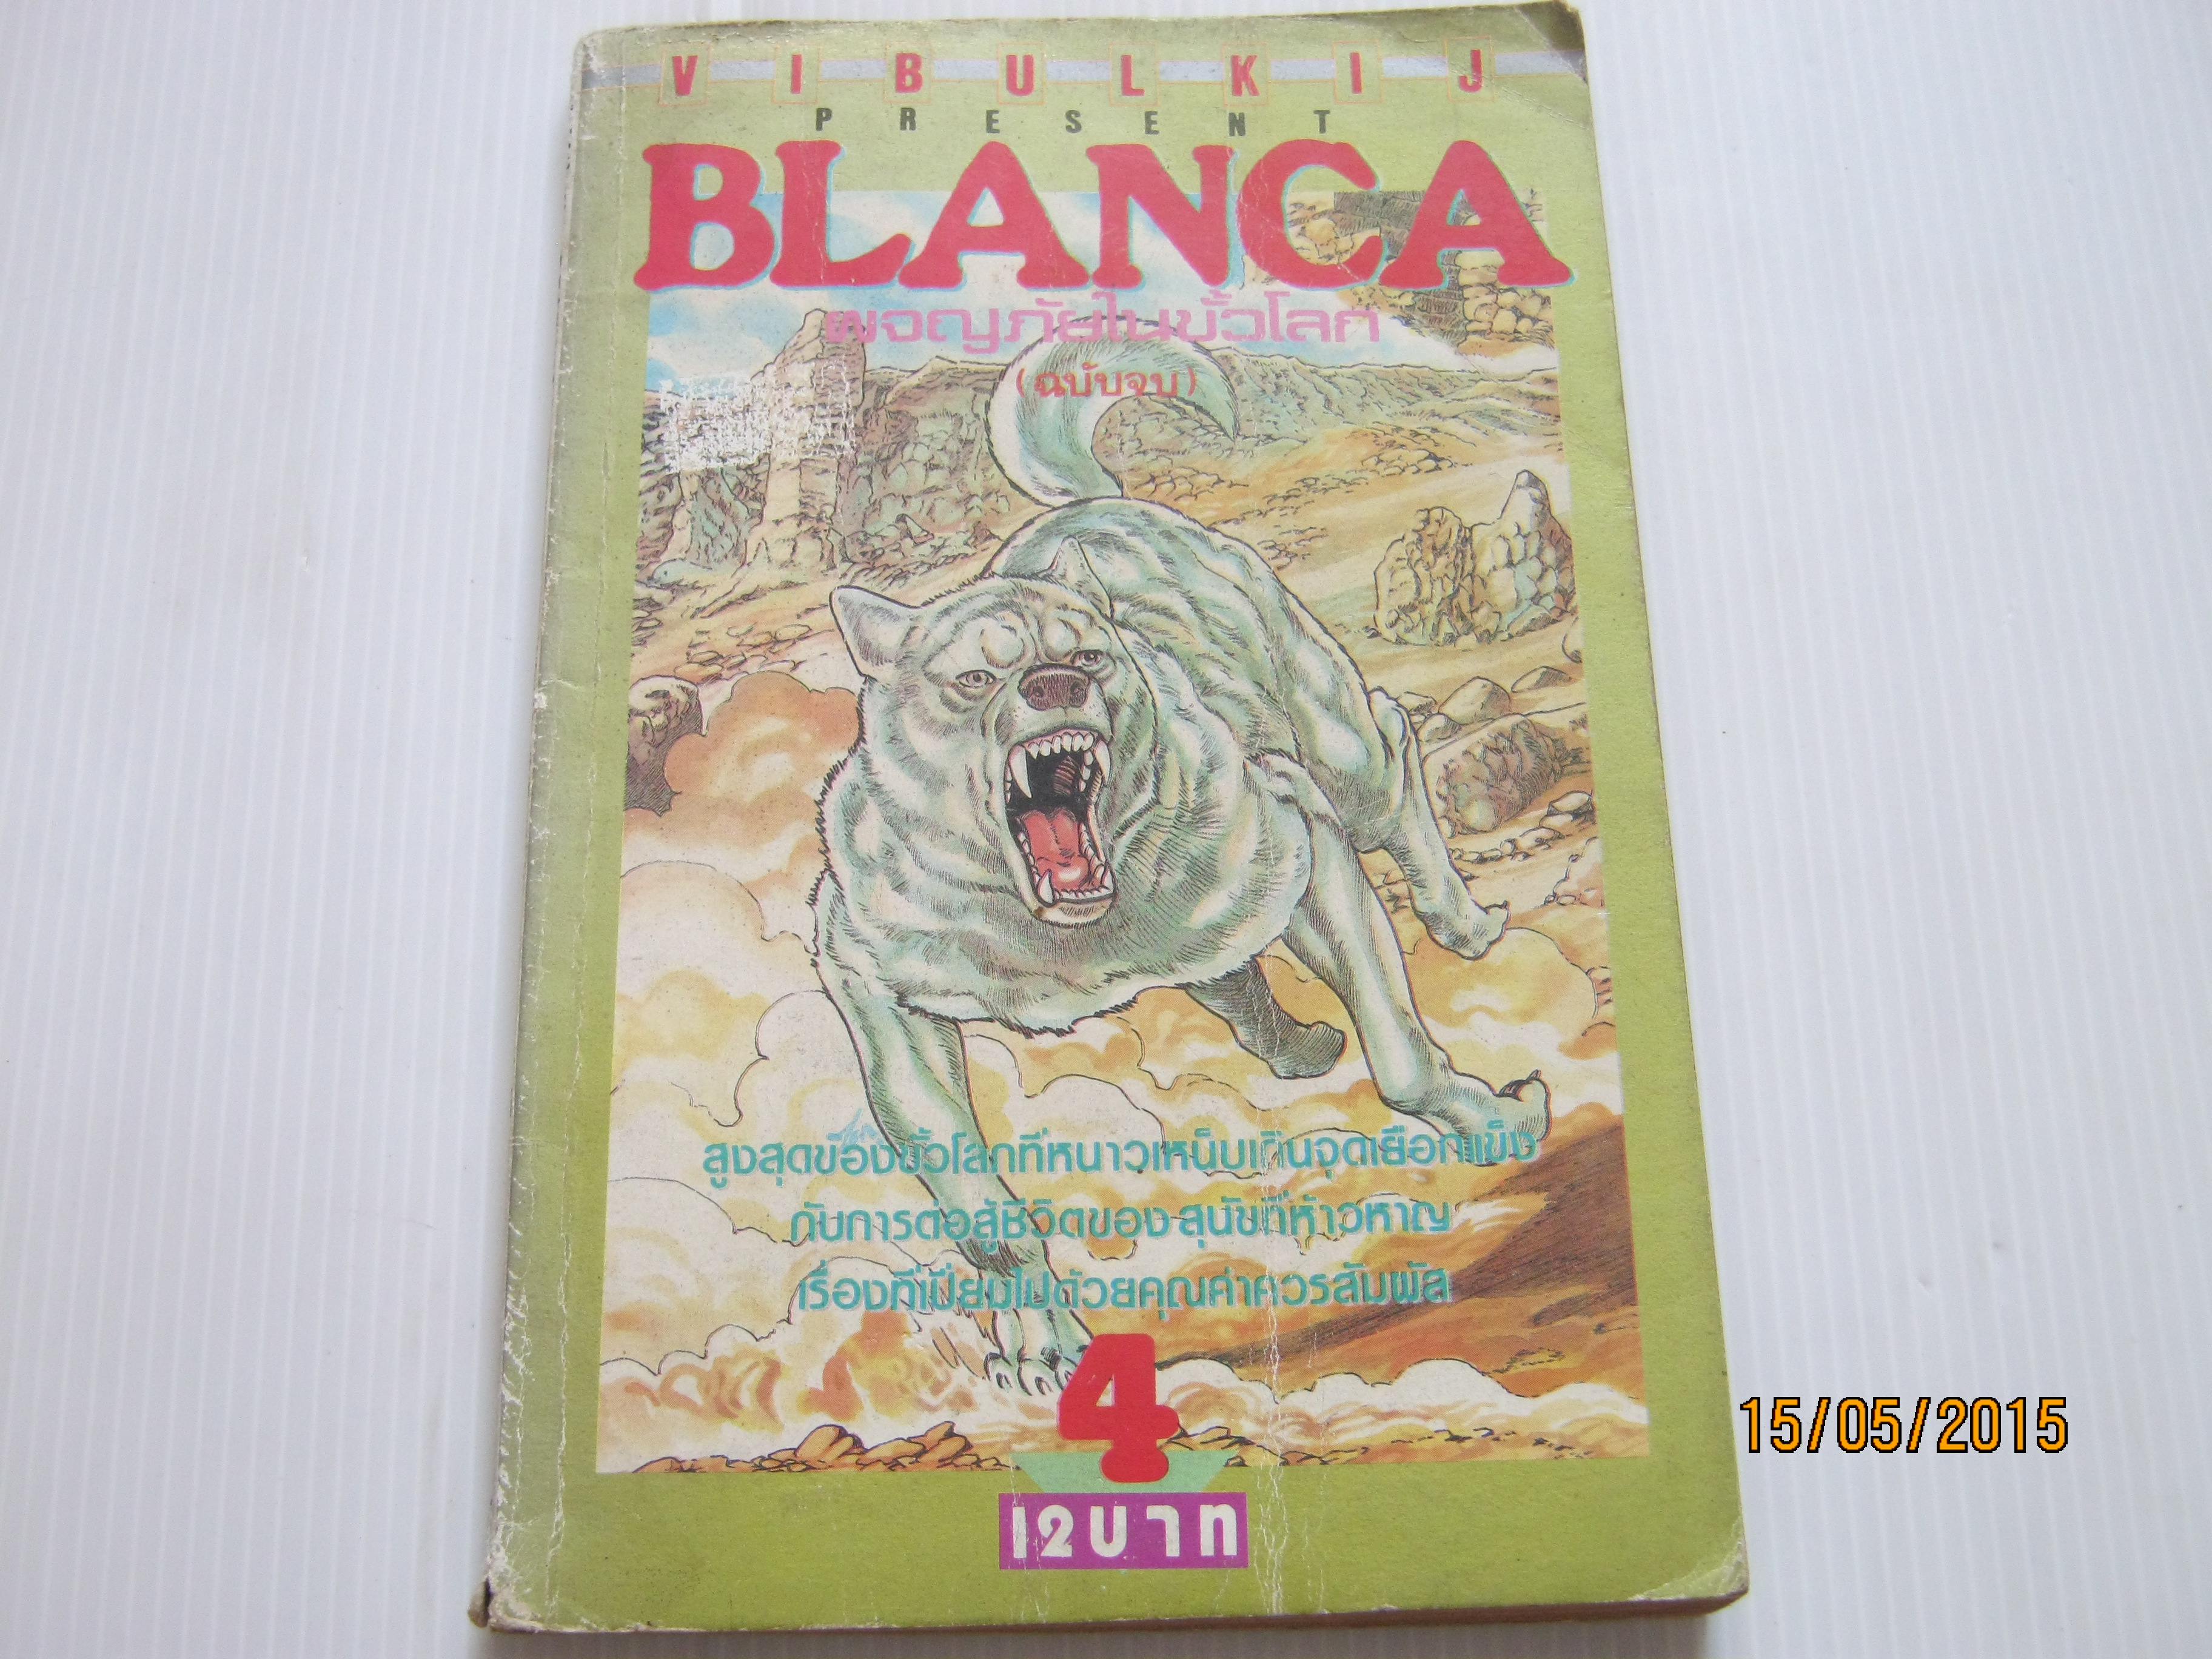 VIBULKIJ
PRESENT
BLANCA
ผจญภัยในขั้วโลก
(ฉบับจบ)
สูงสุดของขั้วโลกที่หนาวเหน็บเกินจุดเยือกแข็ง
กับการต่อสู้ชีวิตของ สุนัขที่ห้าวหาญ
เรื่องที่เปี่ยมไปด้วยคุณค่าควรสัมผัส
4
12บาท
15/05/2015